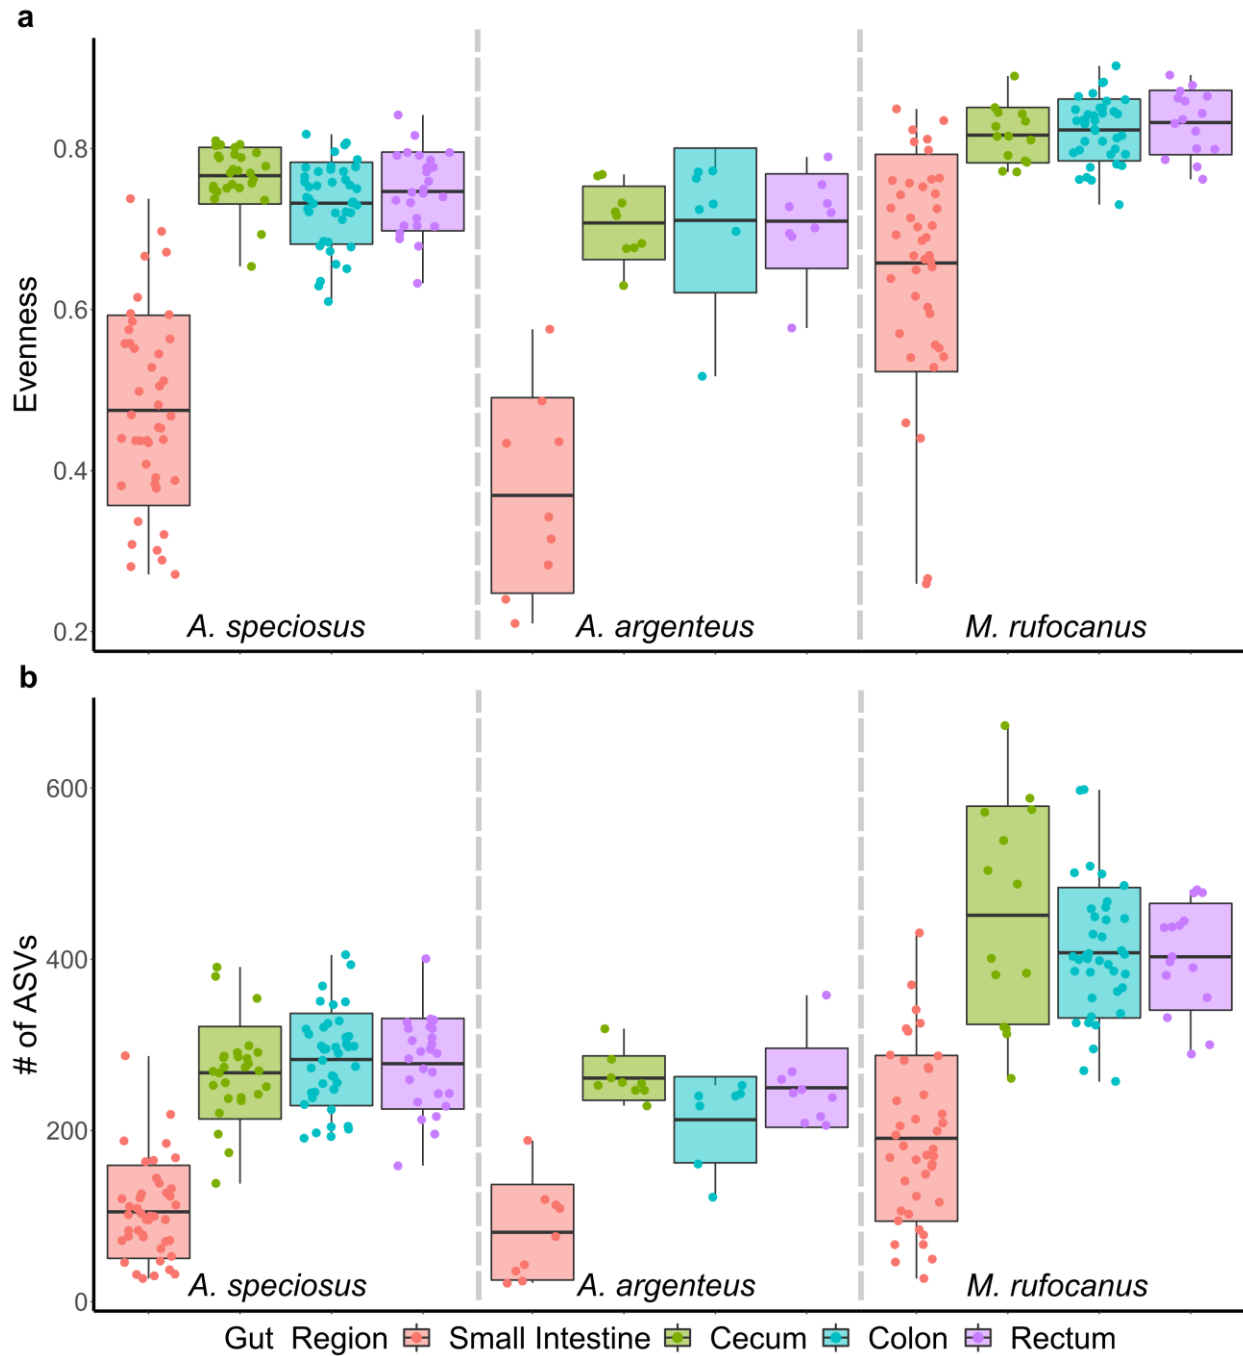 a
Evenness
0.8
0.6
0.4
0.2
A. speciosus
A. argenteus
M. rufocanus
b
# of ASVs
600
400
200
0
A. speciosus
A. argenteus
M. rufocanus
Gut Region Small Intestine Cecum Colon Rectum